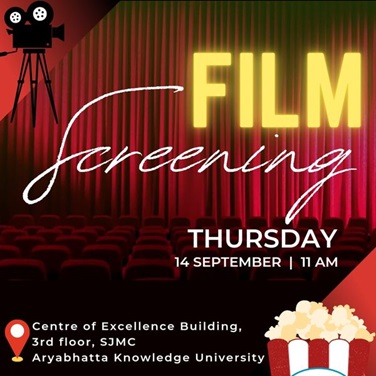 FILM
Screening
THURSDAY
14 SEPTEMBER | 11 AM
Centre of Excellence Building,
3rd floor, SJMC
Aryabhatta Knowledge University